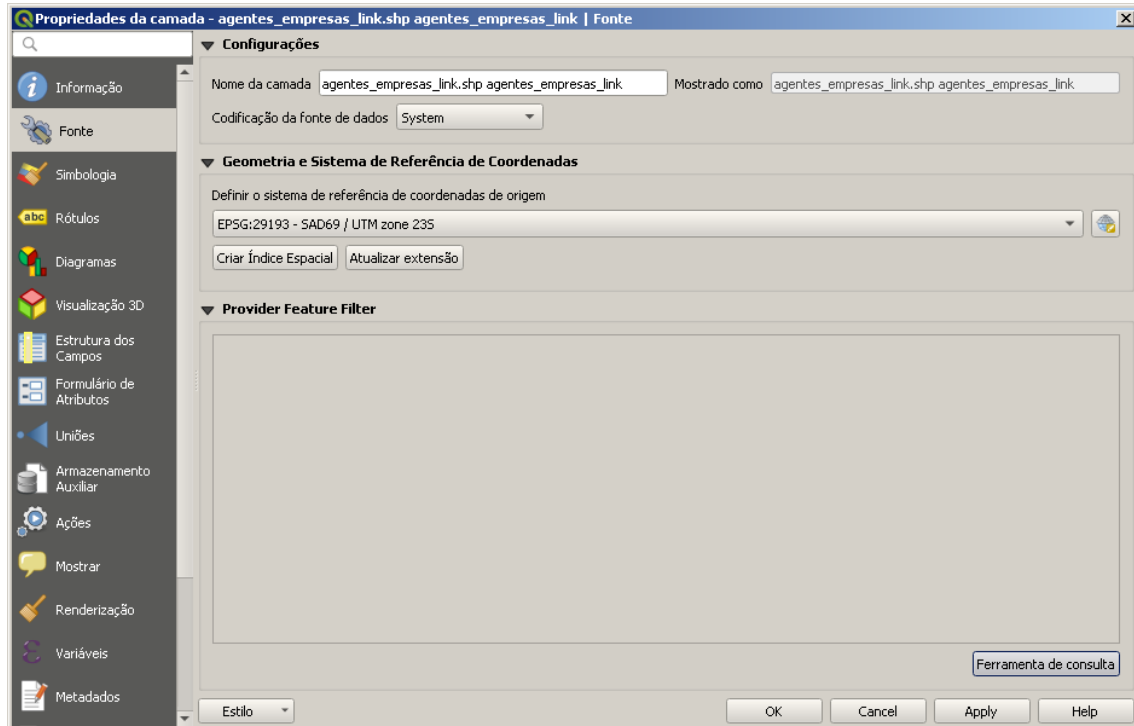 Propriedades da camada - agentes_empresas_link.shp agentes_empresas_link | Fonte
Informação
Fonte
Simbologia
abc Rótulos
Diagramas
Visualização 3D
Estrutura dos
Campos
Formulário de
Atributos
Uniões
Armazenamento
Auxiliar
Ações
Mostrar
Renderização
Variáveis
Metadados
Configurações
Nome da camada agentes_empresas_link.shp agentes_empresas_link Mostrado como agentes_empresas_link.shp agentes_empresas_link
Codificação da fonte de dados System
Geometria e Sistema de Referência de Coordenadas
Definir o sistema de referência de coordenadas de origem
EPSG:29193 - SAD69 / UTM zone 23S
Criar Índice Espacial Atualizar extensão
Provider Feature Filter
Ferramenta de consulta
Estilo OK Cancel Apply Help